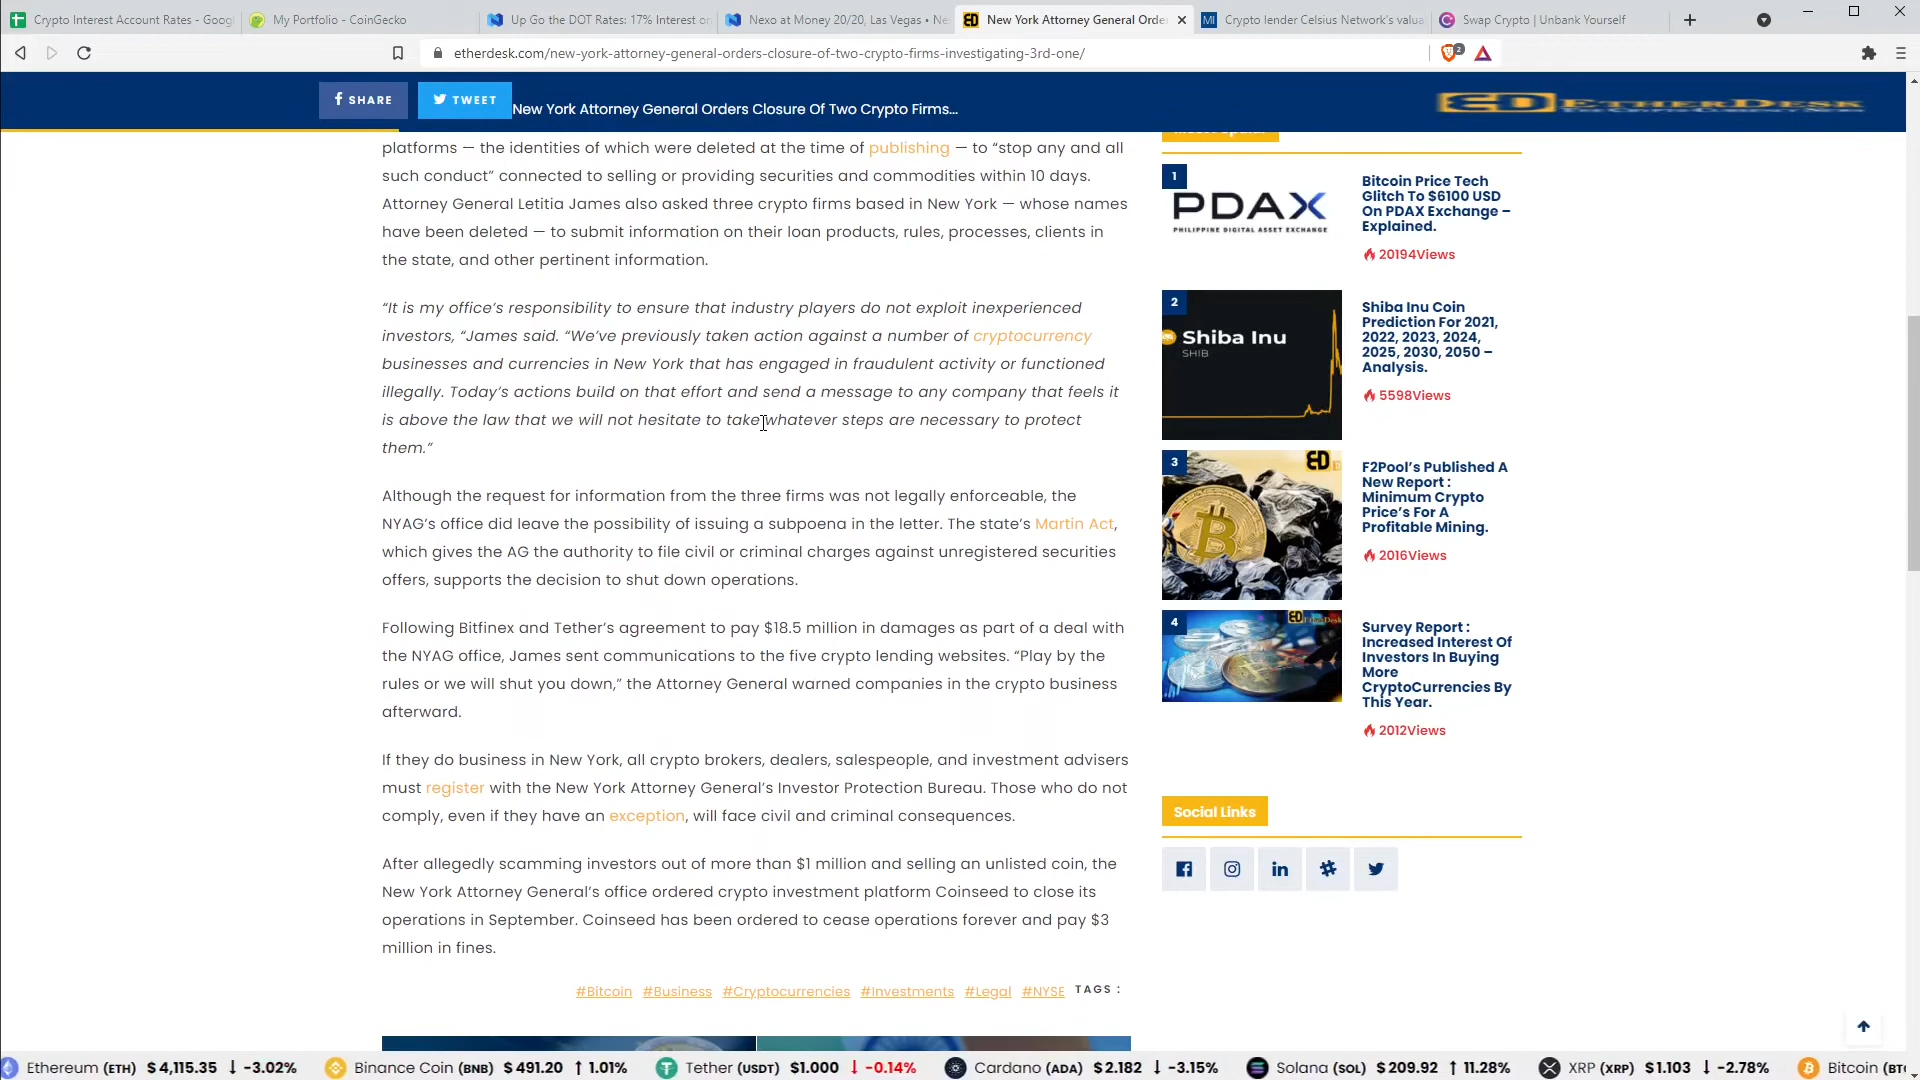 Crypto Interest Account Rates - Goog
My Portfolio - CoinGecko
Up Go the DOT Rates: 17% Interest on
Nexo at Money 20/20, Las Vegas • Ne
New York Attorney General Orde
Crypto lender Celsius Network's valua
Swap Crypto | Unbank Yourself
etherdesk.com/new-york-attorney-general-orders-closure-of-two-crypto-firms-investigating-3rd-one/
2
SHARE
TWEET
New York Attorney General Orders Closure Of Two Crypto Firms...
ED ETHERDESK
platforms — the identities of which were deleted at the time of publishing — to “stop any and all
such conduct” connected to selling or providing securities and commodities within 10 days.
Attorney General Letitia James also asked three crypto firms based in New York — whose names
have been deleted — to submit information on their loan products, rules, processes, clients in
the state, and other pertinent information.
“It is my office’s responsibility to ensure that industry players do not exploit inexperienced
investors, “James said. “We’ve previously taken action against a number of cryptocurrency
businesses and currencies in New York that has engaged in fraudulent activity or functioned
illegally. Today’s actions build on that effort and send a message to any company that feels it
is above the law that we will not hesitate to take whatever steps are necessary to protect
them.”
Although the request for information from the three firms was not legally enforceable, the
NYAG’s office did leave the possibility of issuing a subpoena in the letter. The state’s Martin Act,
which gives the AG the authority to file civil or criminal charges against unregistered securities
offers, supports the decision to shut down operations.
Following Bitfinex and Tether’s agreement to pay $18.5 million in damages as part of a deal with
the NYAG office, James sent communications to the five crypto lending websites. “Play by the
rules or we will shut you down,” the Attorney General warned companies in the crypto business
afterward.
If they do business in New York, all crypto brokers, dealers, salespeople, and investment advisers
must register with the New York Attorney General’s Investor Protection Bureau. Those who do not
comply, even if they have an exception, will face civil and criminal consequences.
After allegedly scamming investors out of more than $1 million and selling an unlisted coin, the
New York Attorney General’s office ordered crypto investment platform Coinseed to close its
operations in September. Coinseed has been ordered to cease operations forever and pay $3
million in fines.
#Bitcoin #Business #Cryptocurrencies #Investments #Legal #NYSE TAGS :
1
PDAX
PHILIPPINE DIGITAL ASSET EXCHANGE
Bitcoin Price Tech
Glitch To $6100 USD
On PDAX Exchange –
Explained.
20194Views
2
Shiba Inu
SHIB
Shiba Inu Coin
Prediction For 2021,
2022, 2023, 2024,
2025, 2030, 2050 –
Analysis.
5598Views
3
ED
F2Pool’s Published A
New Report :
Minimum Crypto
Price’s For A
Profitable Mining.
2016Views
4
Survey Report :
Increased Interest Of
Investors In Buying
More
CryptoCurrencies By
This Year.
2012Views
Social Links
Ethereum (ETH) $ 4,115.35 ↓ -3.02%
Binance Coin (BNB) $ 491.20 ↑ 1.01%
Tether (USDT) $1.000 ↓ -0.14%
Cardano (ADA) $ 2.182 ↓ -3.15%
Solana (SOL) $ 209.92 ↑ 11.28%
XRP (XRP) $ 1.103 ↓ -2.78%
Bitcoin (BT